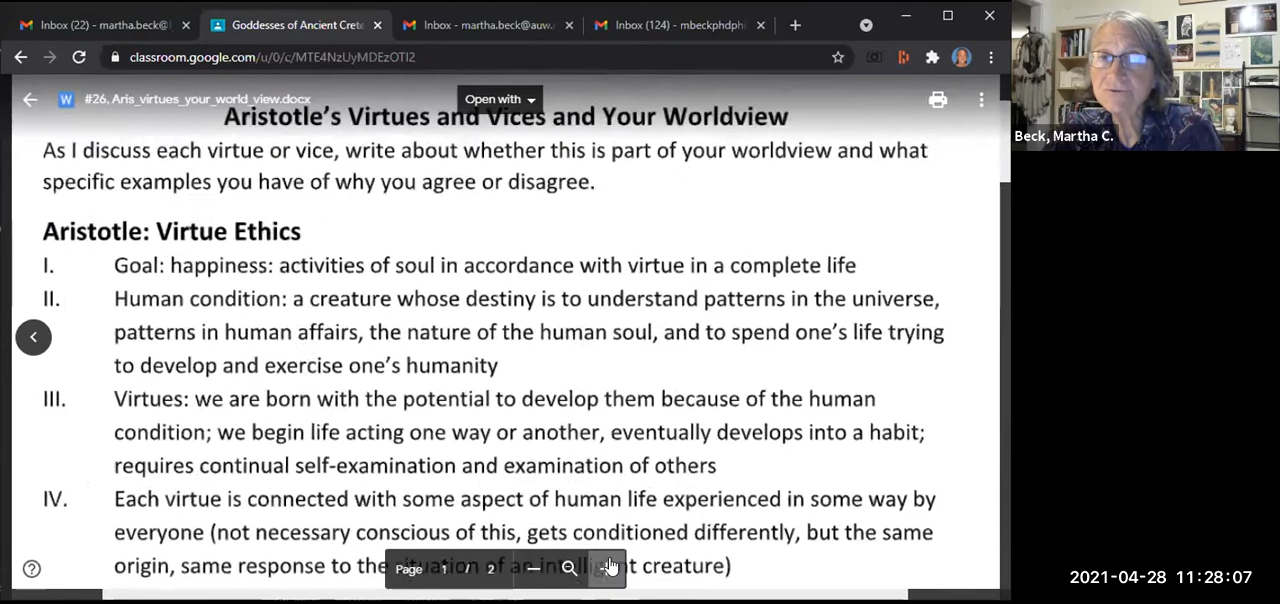 Inbox (22) - martha.beck@
Goddesses of Ancient Crete
Inbox - martha.beck@auw.
Inbox (124) - mbeckphdph
classroom.google.com/u/0/c/MTE4NzUyMDEzOTI2
#26, Aris_virtues_your_world_view.docx
Open with
Beck, Martha C.
Aristotle's Virtues and Vices and Your Worldview
As I discuss each virtue or vice, write about whether this is part of your worldview and what
specific examples you have of why you agree or disagree.
Aristotle: Virtue Ethics
I. Goal: happiness: activities of soul in accordance with virtue in a complete life
II. Human condition: a creature whose destiny is to understand patterns in the universe,
patterns in human affairs, the nature of the human soul, and to spend one's life trying
to develop and exercise one's humanity
III. Virtues: we are born with the potential to develop them because of the human
condition; we begin life acting one way or another, eventually develops into a habit;
requires continual self-examination and examination of others
IV. Each virtue is connected with some aspect of human life experienced in some way by
everyone (not necessary conscious of this, gets conditioned differently, but the same
origin, same response to the situation of an intelligent creature)
Page 1 / 2
2021-04-28 11:28:07